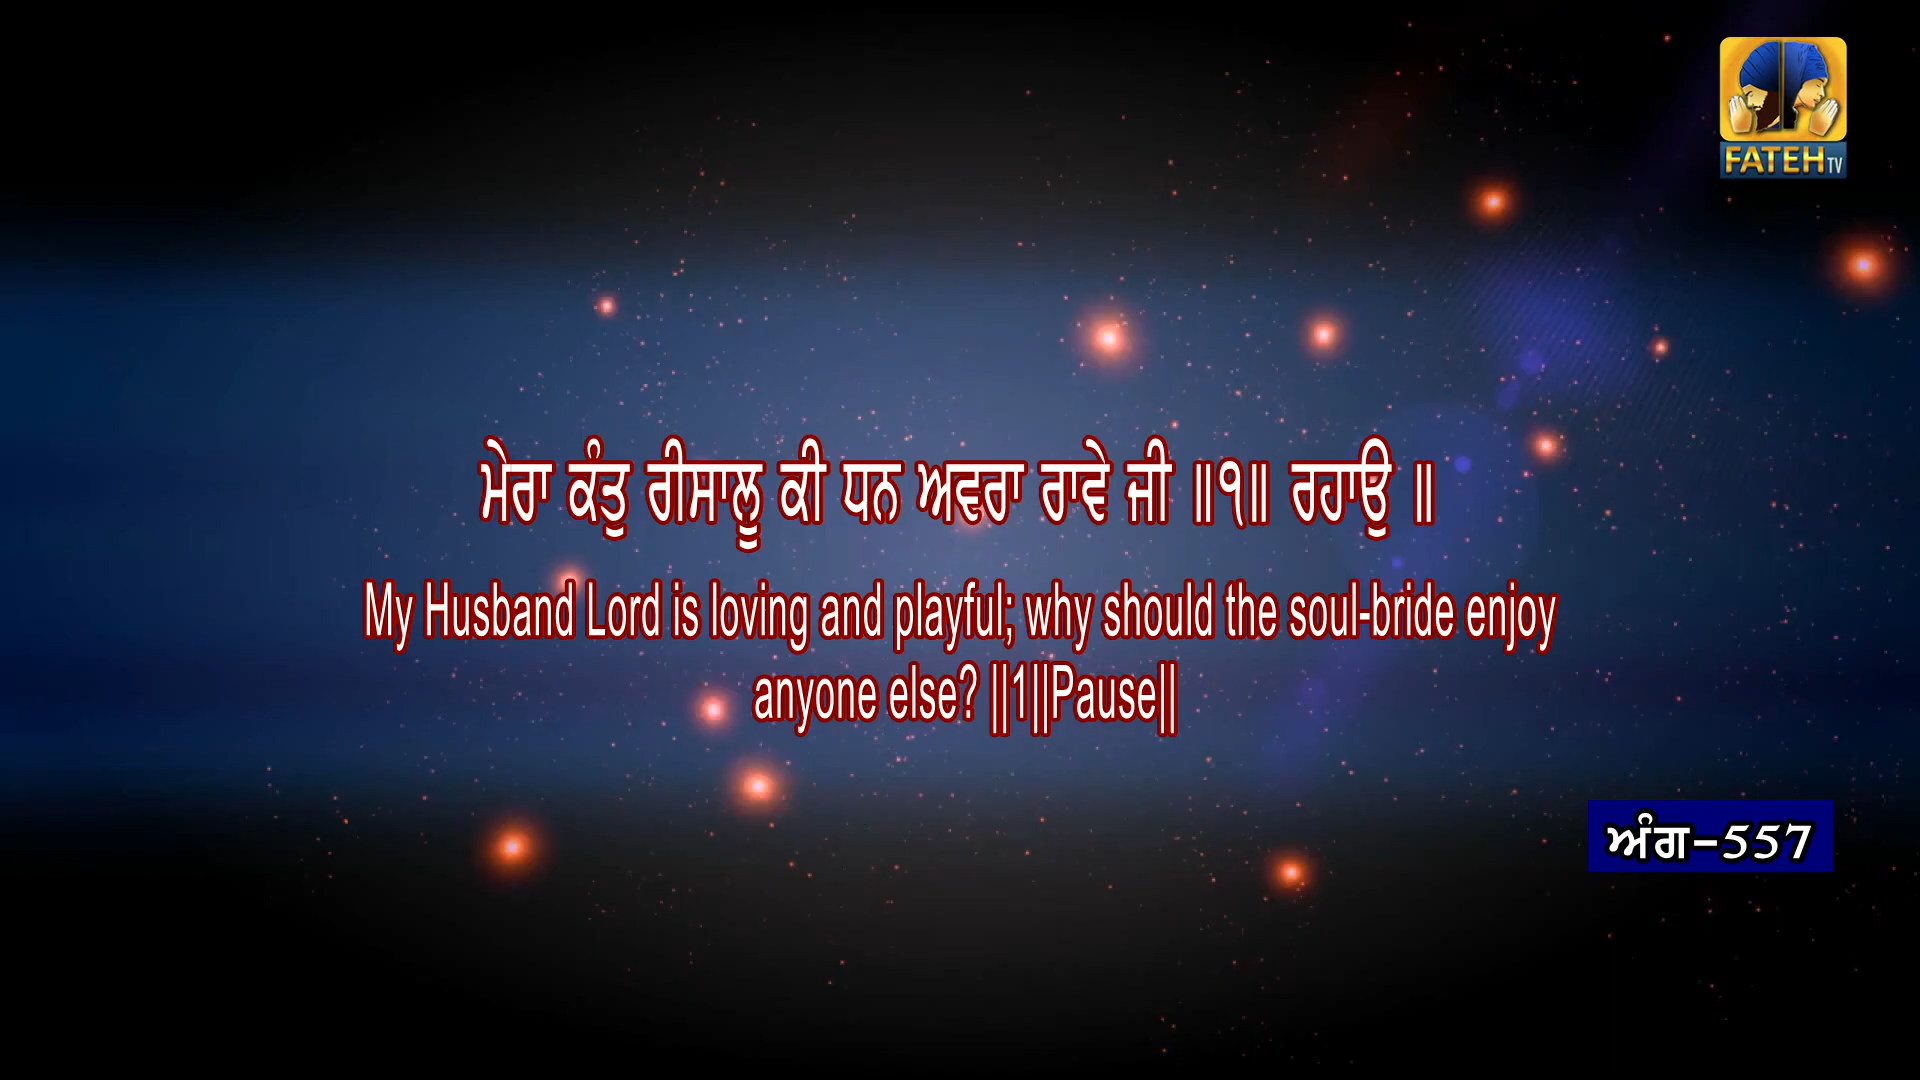 FATEH TV
ਮੇਰਾ ਕੰਤੁ ਰੀਸਾਲੂ ਕੀ ਧਨ ਅਵਰਾ ਰਾਵੇ ਜੀ ॥੧॥ ਰਹਾਉ ॥
My Husband Lord is loving and playful; why should the soul-bride enjoy
anyone else? ||1||Pause||
ਅੰਗ-557